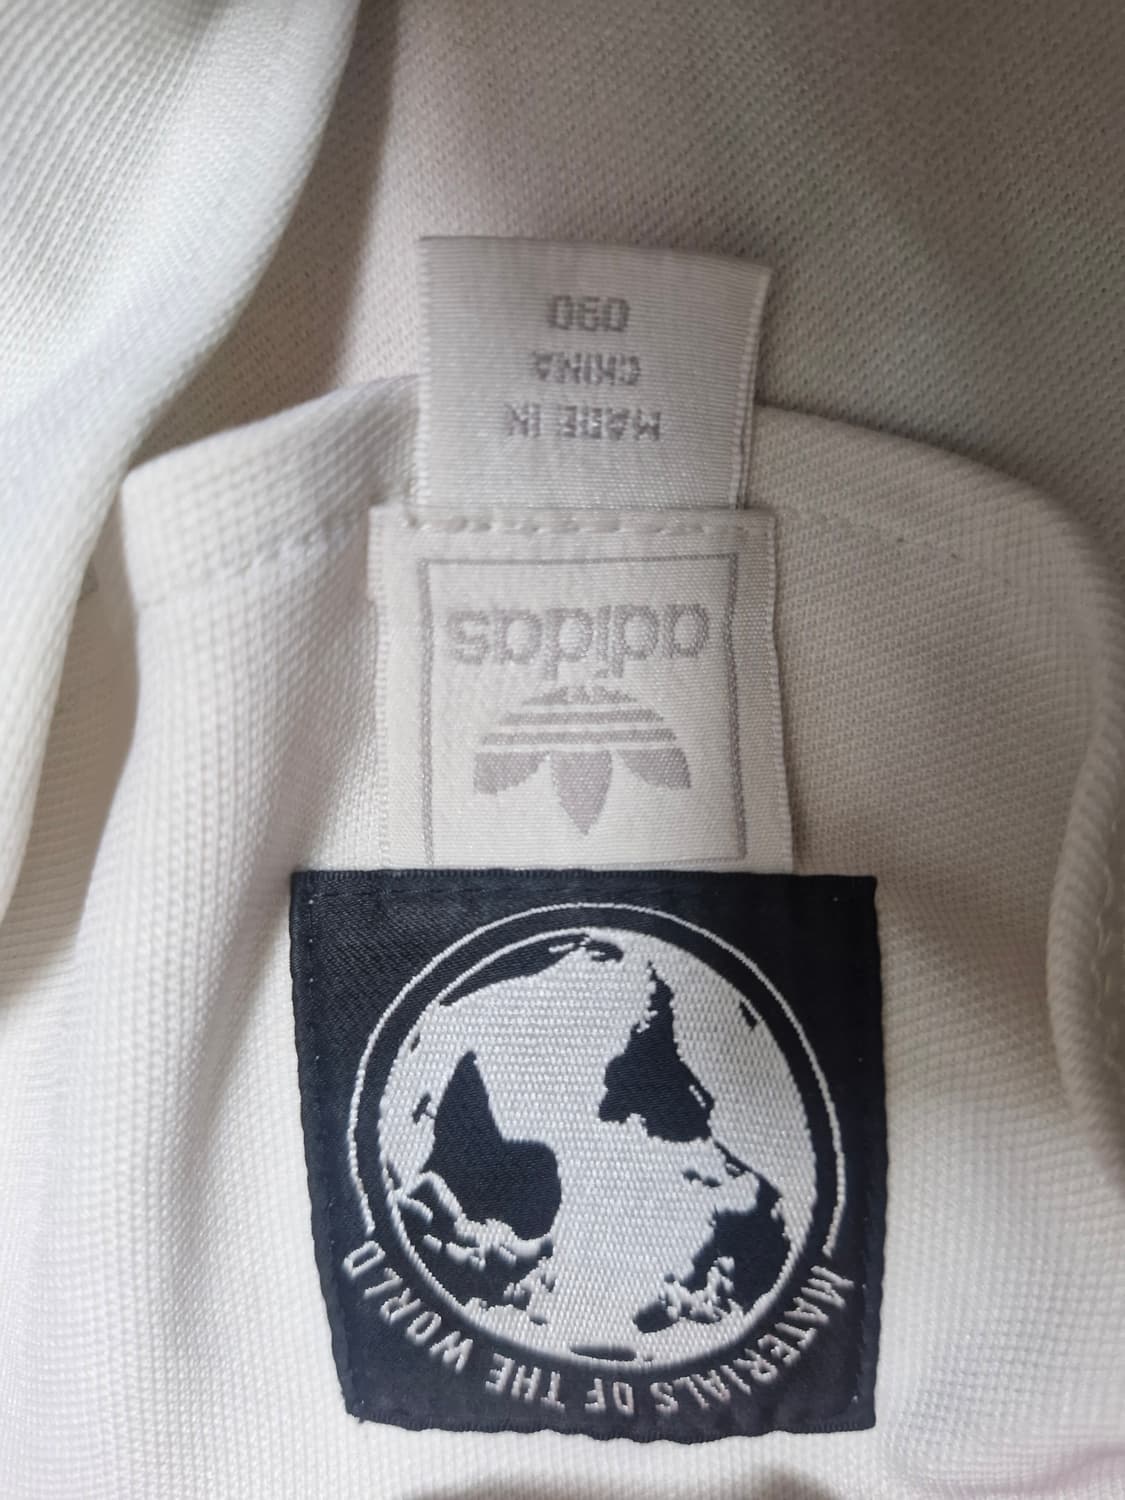 MATERIALS OF THE WORLD
adidas
MADE IN
CHINA
090